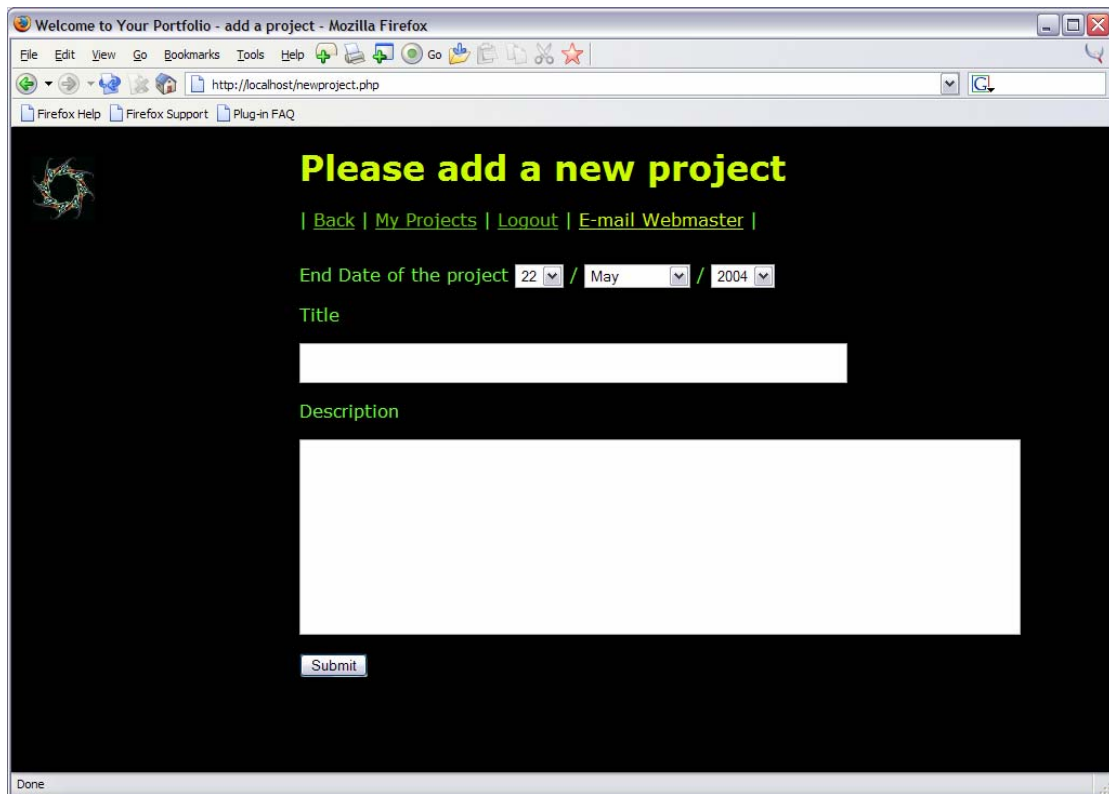 Welcome to Your Portfolio - add a project - Mozilla Firefox
File Edit View Go Bookmarks Tools Help Go
http://localhost/newproject.php G
Firefox Help Firefox Support Plug-in FAQ
Please add a new project
| Back | My Projects | Logout | E-mail Webmaster |
End Date of the project 22 / May / 2004
Title
Description
Submit
Done